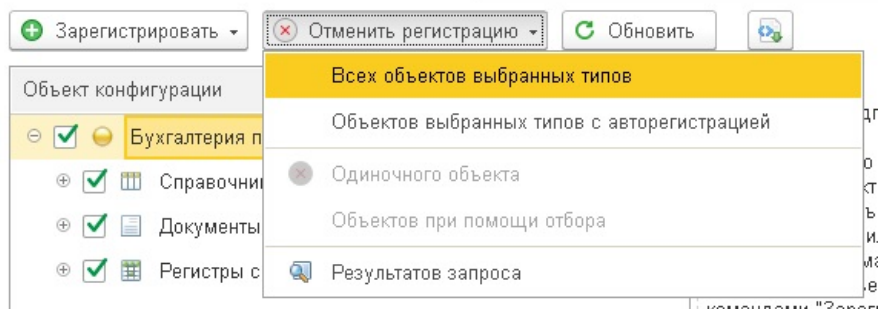 Зарегистрировать
Отменить регистрацию
Обновить
Объект конфигурации
Всех объектов выбранных типов
Объектов выбранных типов с авторегистрацией
Бухгалтерия
Одиночного объекта
Объектов при помощи отбора
Документы
Регистры с
Результатов запроса